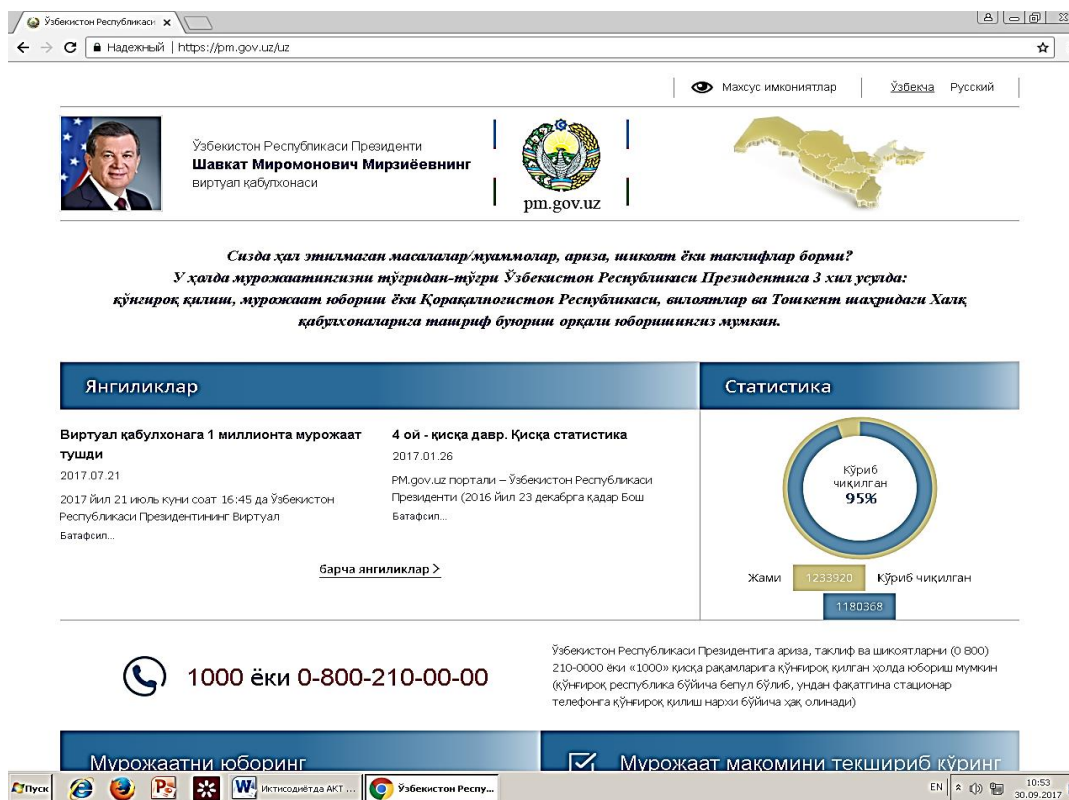 Ўзбекистон Республикаси
Надежный | https://pm.gov.uz/uz
Махсус имкониятлар Ўзбекча Русский
Ўзбекистон Республикаси Президенти
Шавкат Миромонович Мирзиёевнинг
виртуал қабулхонаси
pm.gov.uz
Сизда ҳал этилмаган масалалар/муаммолар, ариза, шикоят ёки таклифлар борми?
У ҳолда мурожаатингизни тўғридан-тўғри Ўзбекистон Республикаси Президентига 3 хил усулда:
қўнғироқ қилиш, мурожаат юбориш ёки Қорақалпоғистон Республикаси, вилоятлар ва Тошкент шаҳридаги Халқ
қабулхоналарига ташриф буюриш орқали юборишингиз мумкин.
Янгиликлар
Статистика
Виртуал қабулхонага 1 миллионта мурожаат
тушди
2017.07.21
2017 йил 21 июль куни соат 16:45 да Ўзбекистон
Республикаси Президентининг Виртуал
Батафсил...
4 ой - қисқа давр. Қисқа статистика
2017.01.26
PM.gov.uz портали – Ўзбекистон Республикаси
Президенти (2016 йил 23 декабрга қадар Бош
Батафсил...
барча янгиликлар >
Кўриб
чиқилган
95%
Жами 1233920 Кўриб чиқилган
1180368
1000 ёки 0-800-210-00-00
Ўзбекистон Республикаси Президентига ариза, таклиф ва шикоятларни (0 800)
210-0000 ёки «1000» қисқа рақамларига қўнғироқ қилган ҳолда юбориш мумкин
(қўнғироқ республика бўйича бепул бўлиб, ундан фақатгина стационар
телефонга қўнғироқ қилиш нархи бўйича ҳақ олинади)
Мурожаатни юборинг
Мурожаат мақомини текшириб кўринг
Пуск
Иктисодиётда АКТ ...
Ўзбекистон Респу...
EN
10:53
30.09.2017